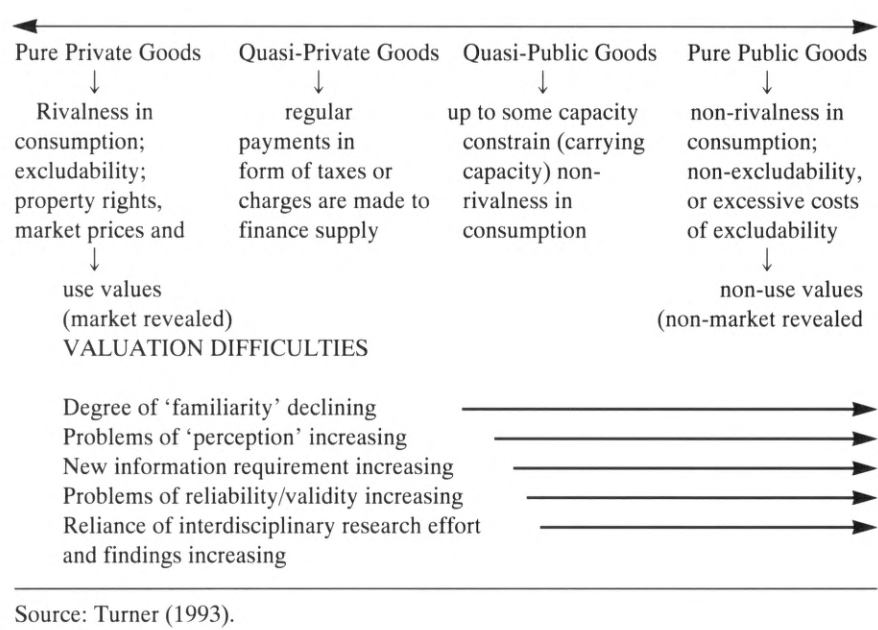 Pure Private Goods Quasi-Private Goods Quasi-Public Goods Pure Public Goods
Rivalness in
consumption;
excludability;
property rights,
market prices and
regular
payments in
form of taxes or
charges are made to
finance supply
up to some capacity
constrain (carrying
capacity) non-
rivalness in
consumption
non-rivalness in
consumption;
non-excludability,
or excessive costs
of excludability
use values
(market revealed)
non-use values
(non-market revealed
VALUATION DIFFICULTIES
Degree of ‘familiarity’ declining
Problems of ‘perception’ increasing
New information requirement increasing
Problems of reliability/validity increasing
Reliance of interdisciplinary research effort
and findings increasing
Source: Turner (1993).